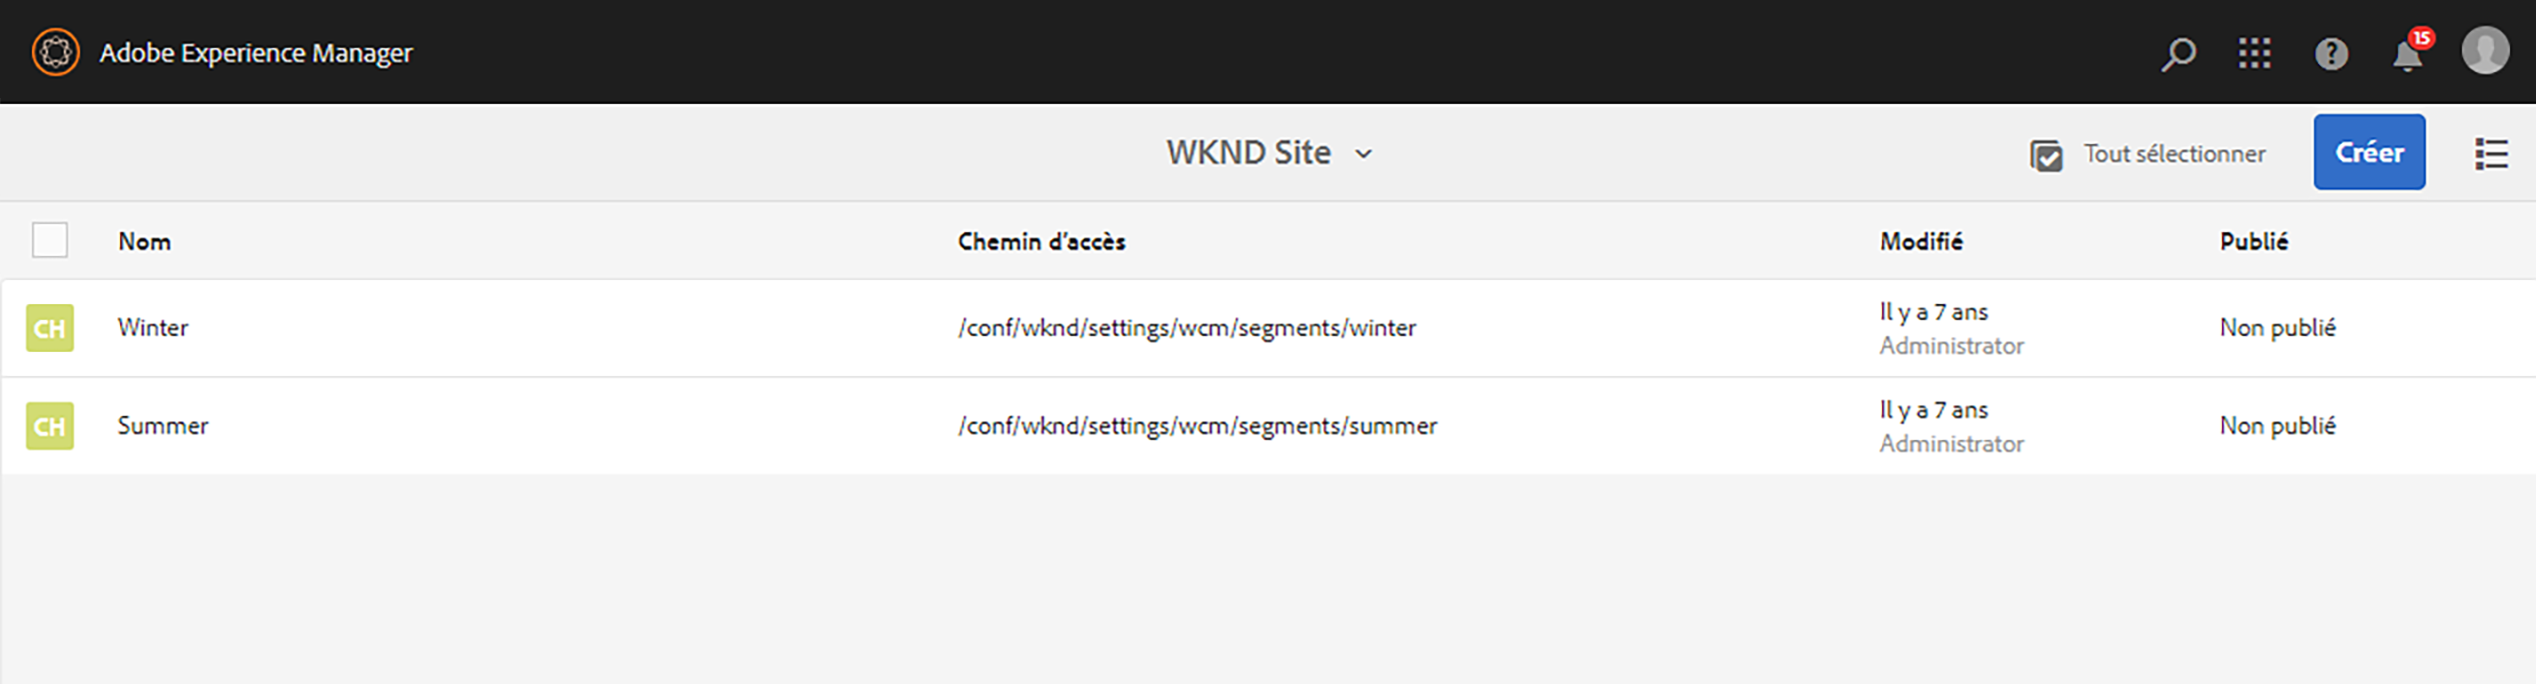 Adobe Experience Manager
15
WKND Site
Tout sélectionner
Créer
Nom
Chemin d'accès
Modifié
Publié
CH
Winter
/conf/wknd/settings/wcm/segments/winter
Il y a 7 ans
Administrator
Non publié
CH
Summer
/conf/wknd/settings/wcm/segments/summer
Il y a 7 ans
Administrator
Non publié